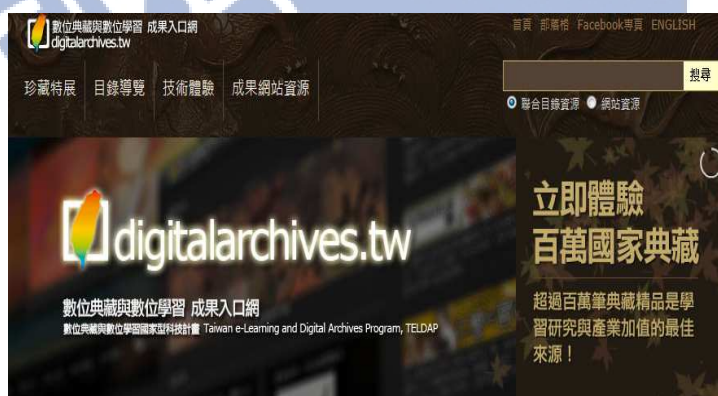 數位典藏與數位學習 成果入口網
digitalarchives.tw
首頁 部落格 Facebook專頁 ENGLISH
珍藏特展 目錄導覽 技術體驗 成果網站資源
搜尋
聯合目錄資源 網站資源
digitalarchives.tw
數位典藏與數位學習 成果入口網
數位典藏與數位學習國家型科技計畫 Taiwan e-Learning and Digital Archives Program, TELDAP
立即體驗
百萬國家典藏
超過百萬筆典藏精品是學
習研究與產業加值的最佳
來源！